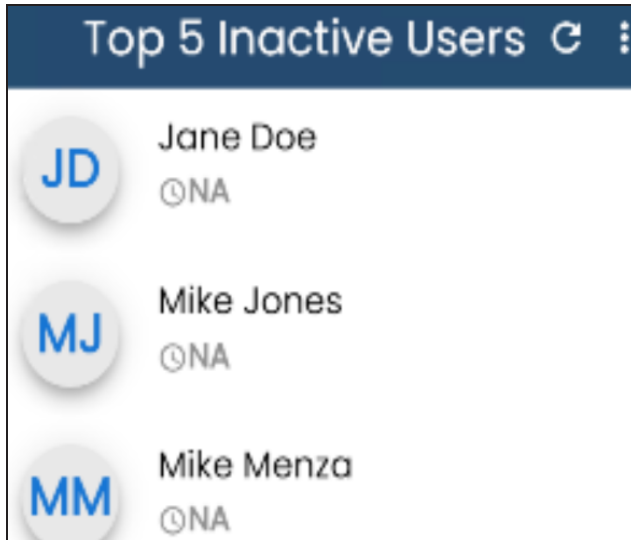 Top 5 Inactive Users
JD
Jane Doe
NA
MJ
Mike Jones
NA
MM
Mike Menza
NA